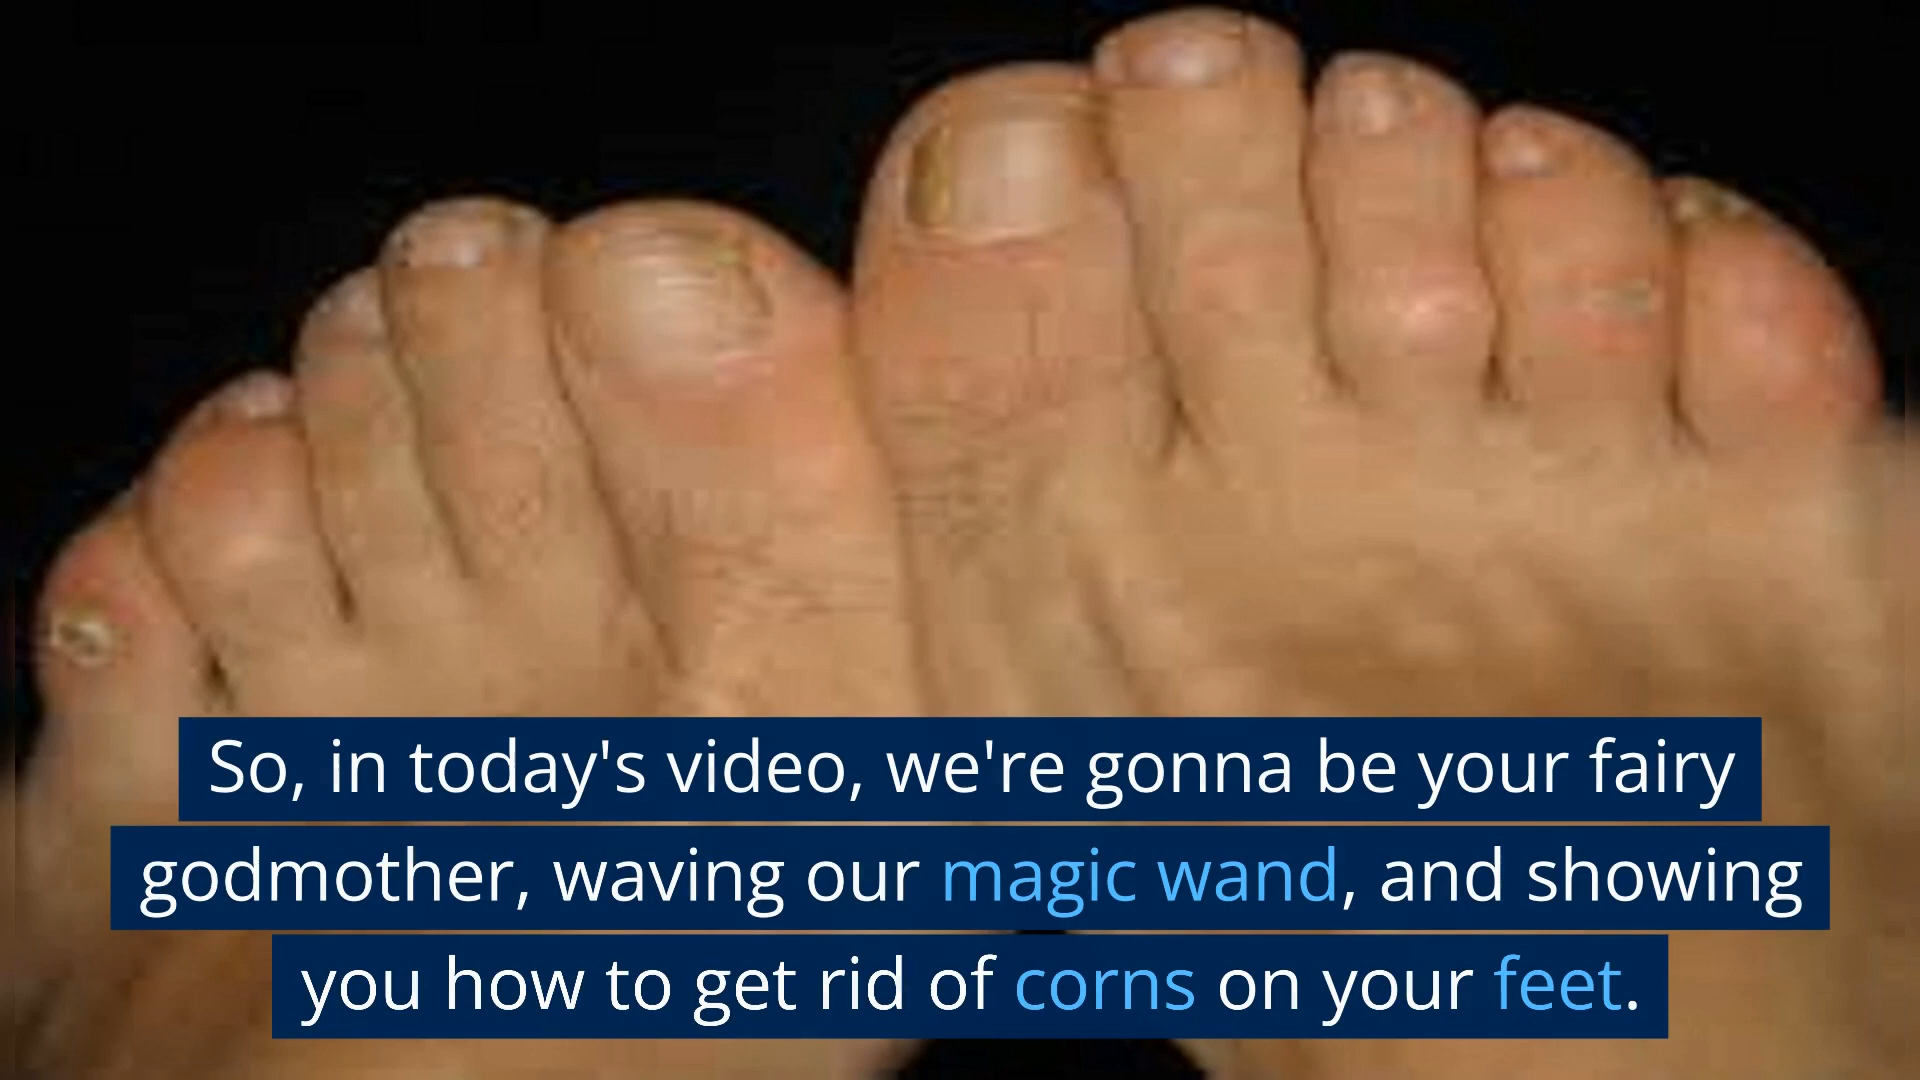 So, in today's video, we're gonna be your fairy
godmother, waving our magic wand, and showing
you how to get rid of corns on your feet.